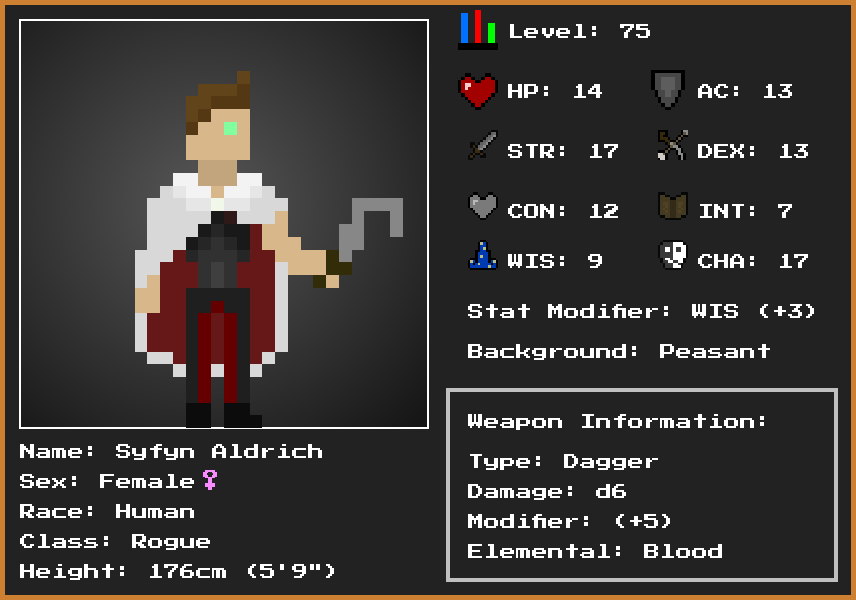 Level: 75
HP: 14
AC: 13
STR: 17
DEX: 13
CON: 12
INT: 7
WIS: 9
CHA: 17
Stat Modifier: WIS (+3)
Background: Peasant
Weapon Information:
Type: Dagger
Damage: d6
Modifier: (+5)
Elemental: Blood
Name: Syfyn Aldrich
Sex: Female♀
Race: Human
Class: Rogue
Height: 176cm (5'9")